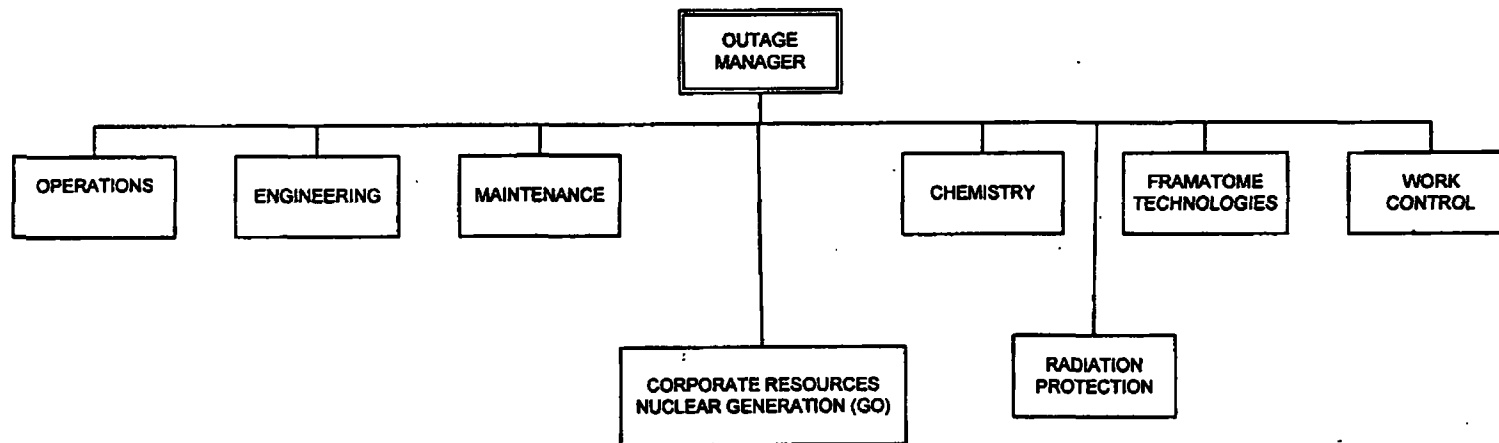 OUTAGE
MANAGER
OPERATIONS
ENGINEERING
MAINTENANCE
CHEMISTRY
FRAMATOME
TECHNOLOGIES
WORK
CONTROL
CORPORATE RESOURCES
NUCLEAR GENERATION (GO)
RADIATION
PROTECTION